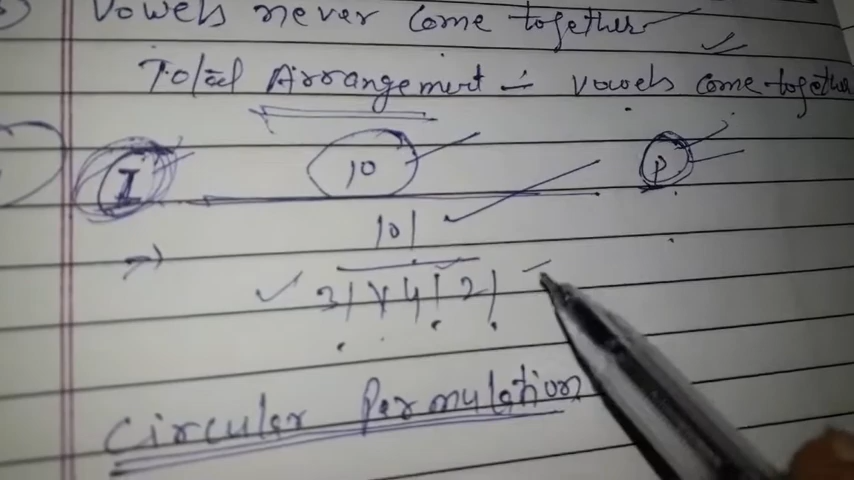 Vowels never come together
Total Arrangement - vowels come together
I 10 P
→ 10!
3! × 4! 2!
Circular Permutation